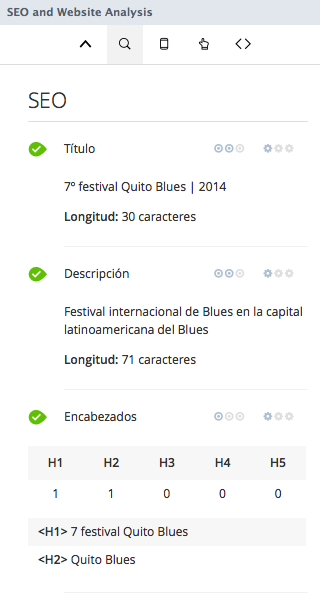 SEO and Website Analysis
SEO
Título
7º festival Quito Blues | 2014
Longitud: 30 caracteres
Descripción
Festival internacional de Blues en la capital
latinoamericana del Blues
Longitud: 71 caracteres
Encabezados
H1 H2 H3 H4 H5
1 1 0 0 0
<H1> 7 festival Quito Blues
<H2> Quito Blues